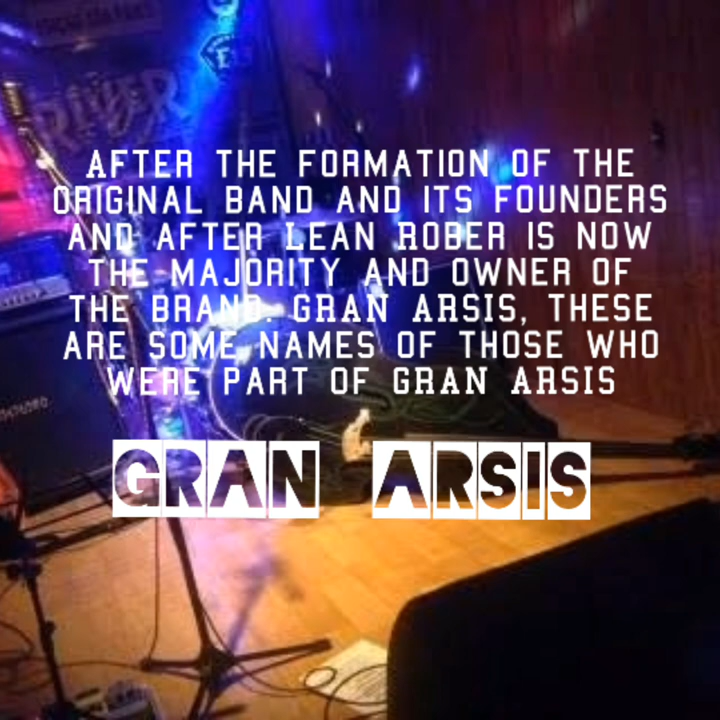 AFTER THE FORMATION OF THE
ORIGINAL BAND AND ITS FOUNDERS
AND AFTER LEAN ROBER IS NOW
THE MAJORITY AND OWNER OF
THE BRAND. GRAN ARSIS, THESE
ARE SOME NAMES OF THOSE WHO
WERE PART OF GRAN ARSIS
GRAN ARSIS